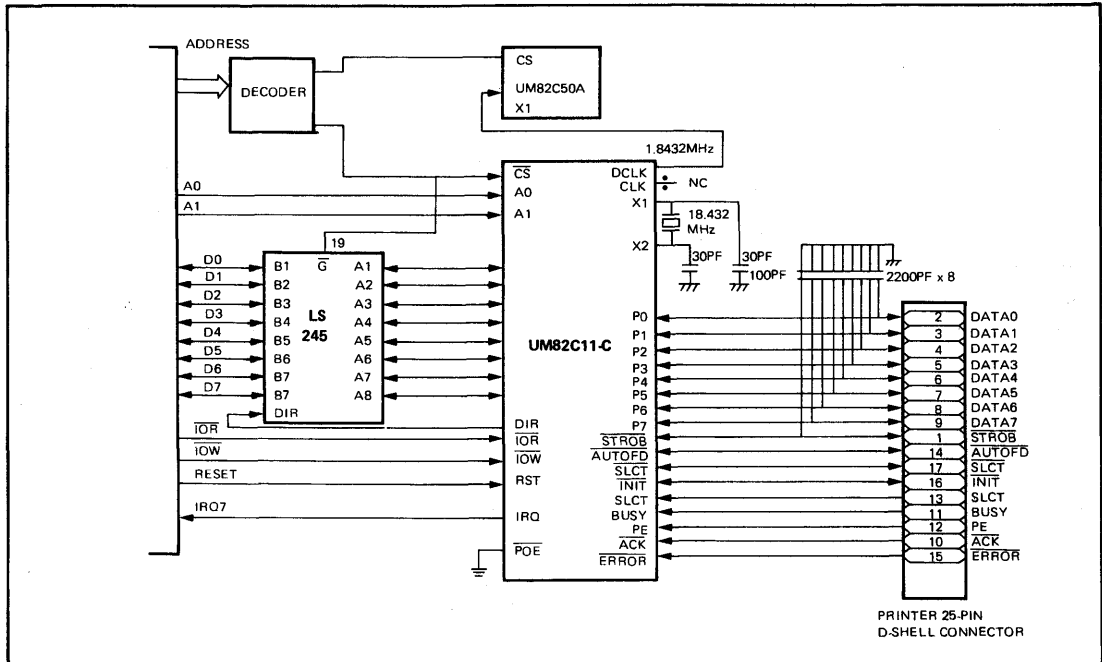 ADDRESS
DECODER
CS
UM82C50A
X1
1.8432MHz
A0
A1
CS
A0
A1
DCLK
CLK
NC
X1
18.432
MHz
X2
30PF
30PF
100PF
2200PF x 8
19
G
D0
D1
D2
D3
D4
D5
D6
D7
B1
B2
B3
B4
B5
B6
B7
B7
DIR
LS
245
A1
A2
A3
A4
A5
A6
A7
A8
UM82C11-C
P0
P1
P2
P3
P4
P5
P6
P7
STROB
AUTOFD
SLCT
INIT
SLCT
BUSY
PE
ACK
ERROR
DIR
IOR
IOW
RST
IRQ
POE
IOR
IOW
RESET
IRQ7
2 DATA0
3 DATA1
4 DATA2
5 DATA3
6 DATA4
7 DATA5
8 DATA6
9 DATA7
1 STROB
14 AUTOFD
17 SLCT
16 INIT
13 SLCT
11 BUSY
12 PE
10 ACK
15 ERROR
PRINTER 25-PIN
D-SHELL CONNECTOR